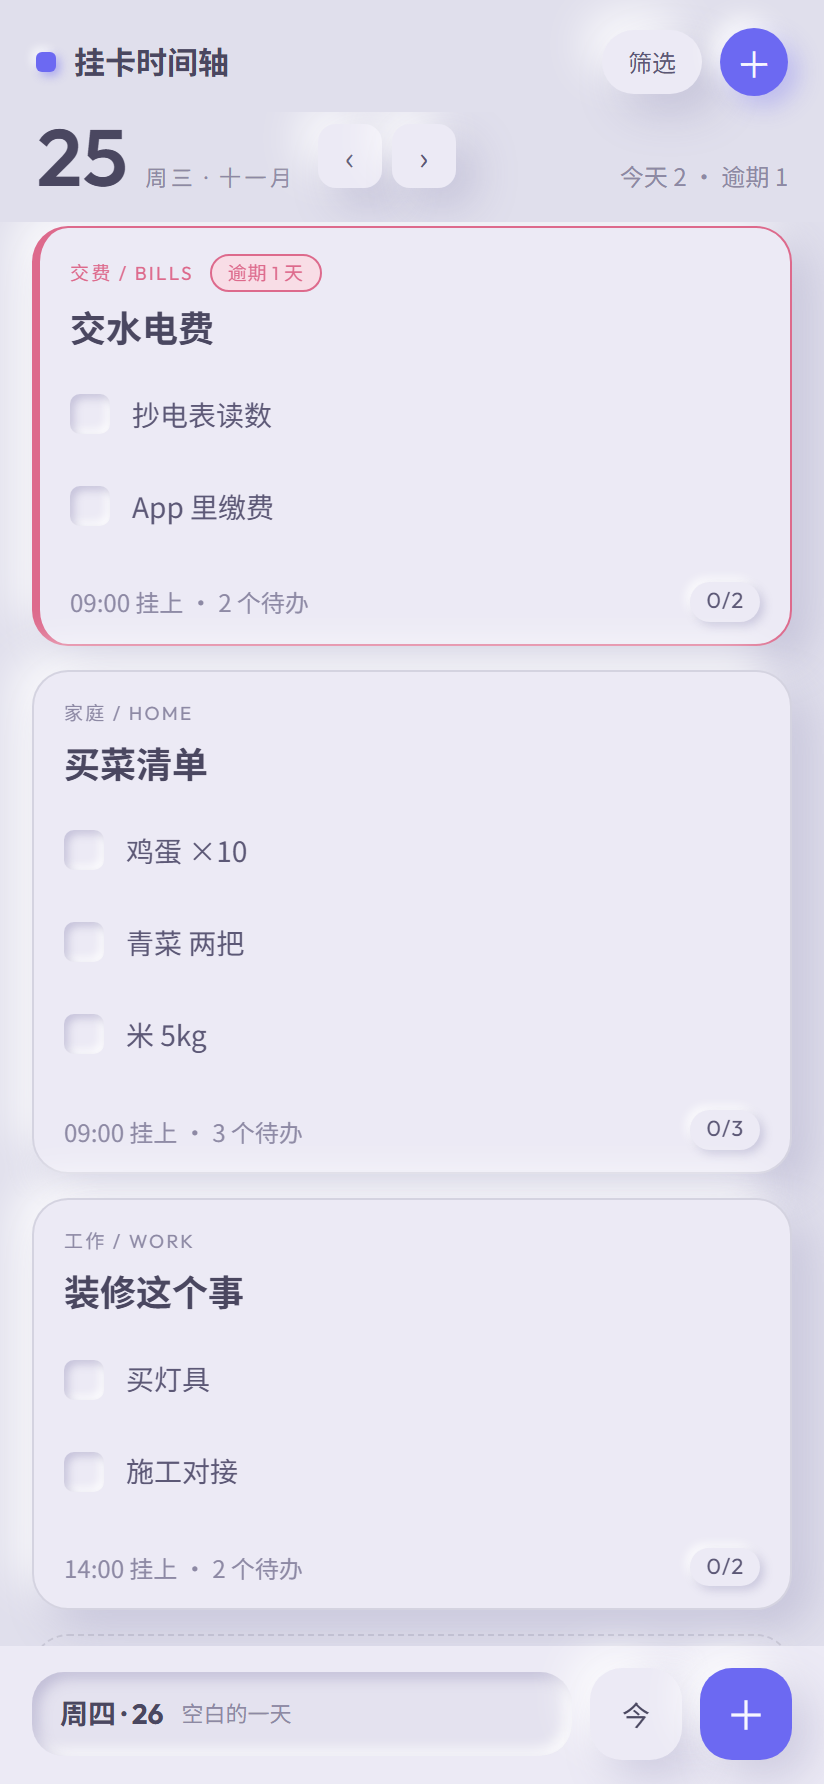 挂卡时间轴
筛选
+
25 周三 · 十一月
‹ ›
今天 2 · 逾期 1
交费 / BILLS 逾期 1 天
交水电费
抄电表读数
App 里缴费
09:00 挂上 · 2 个待办 0/2
家庭 / HOME
买菜清单
鸡蛋 ×10
青菜 两把
米 5kg
09:00 挂上 · 3 个待办 0/3
工作 / WORK
装修这个事
买灯具
施工对接
14:00 挂上 · 2 个待办 0/2
周四·26 空白的一天
今
+